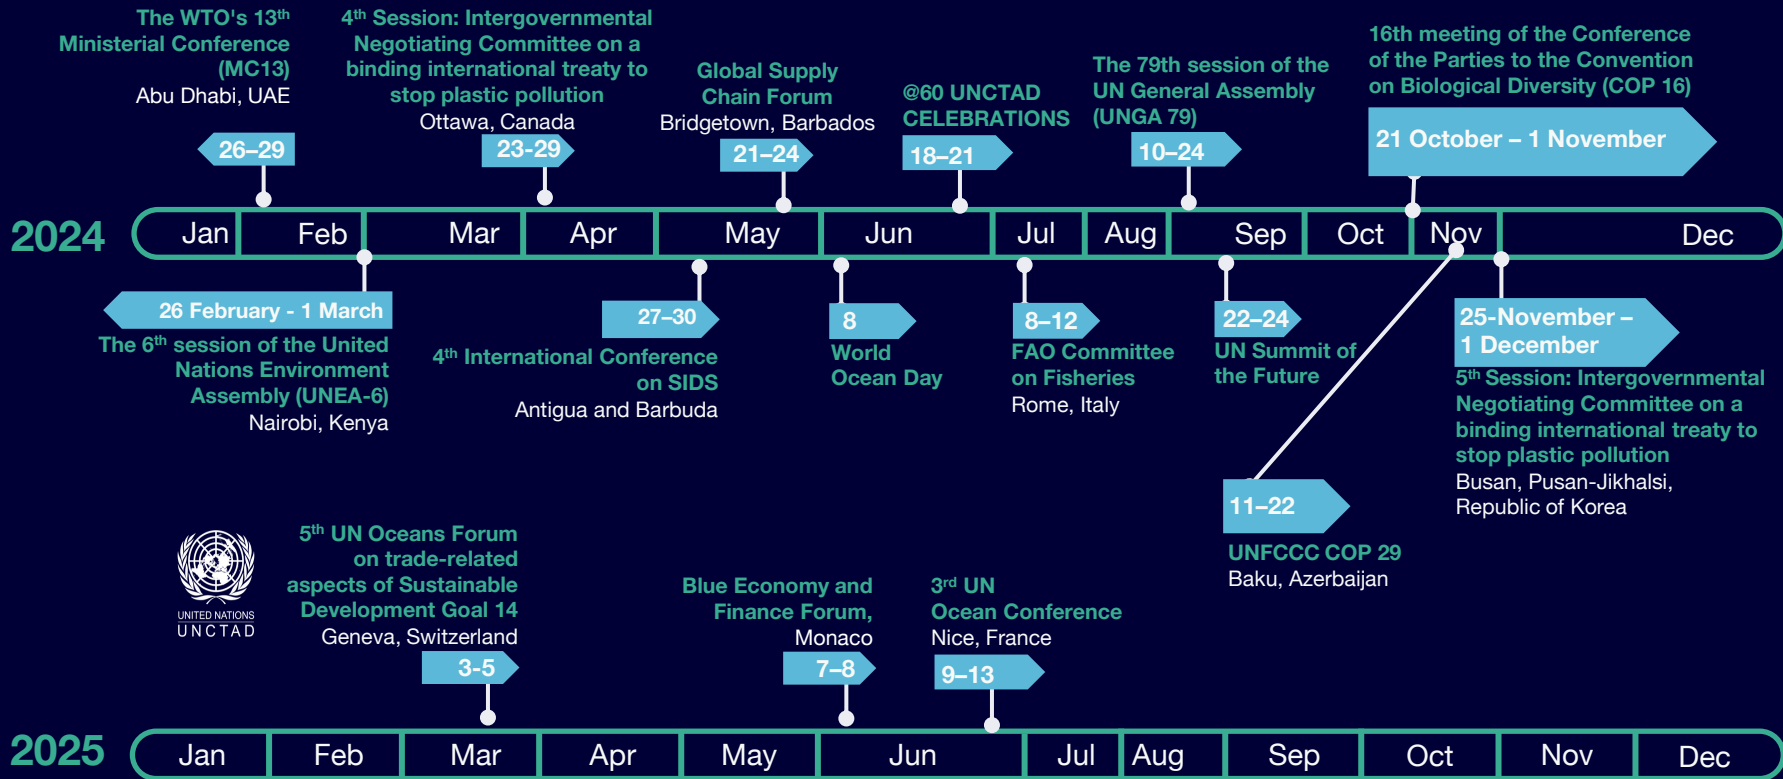 The WTO's 13th
Ministerial Conference
(MC13)
Abu Dhabi, UAE
26–29
4th Session: Intergovernmental
Negotiating Committee on a
binding international treaty to
stop plastic pollution
Ottawa, Canada
23-29
Global Supply
Chain Forum
Bridgetown, Barbados
21–24
@60 UNCTAD
CELEBRATIONS
18–21
The 79th session of the
UN General Assembly
(UNGA 79)
10–24
16th meeting of the Conference
of the Parties to the Convention
on Biological Diversity (COP 16)
21 October – 1 November
2024
Jan
Feb
Mar
Apr
May
Jun
Jul
Aug
Sep
Oct
Nov
Dec
26 February - 1 March
The 6th session of the United
Nations Environment
Assembly (UNEA-6)
Nairobi, Kenya
27–30
4th International Conference
on SIDS
Antigua and Barbuda
8
World
Ocean Day
8–12
FAO Committee
on Fisheries
Rome, Italy
22–24
UN Summit of
the Future
11–22
UNFCCC COP 29
Baku, Azerbaijan
25-November –
1 December
5th Session: Intergovernmental
Negotiating Committee on a
binding international treaty to
stop plastic pollution
Busan, Pusan-Jikhalsi,
Republic of Korea
UNITED NATIONS
UNCTAD
5th UN Oceans Forum
on trade-related
aspects of Sustainable
Development Goal 14
Geneva, Switzerland
3-5
Blue Economy and
Finance Forum,
Monaco
7–8
3rd UN
Ocean Conference
Nice, France
9–13
2025
Jan
Feb
Mar
Apr
May
Jun
Jul
Aug
Sep
Oct
Nov
Dec